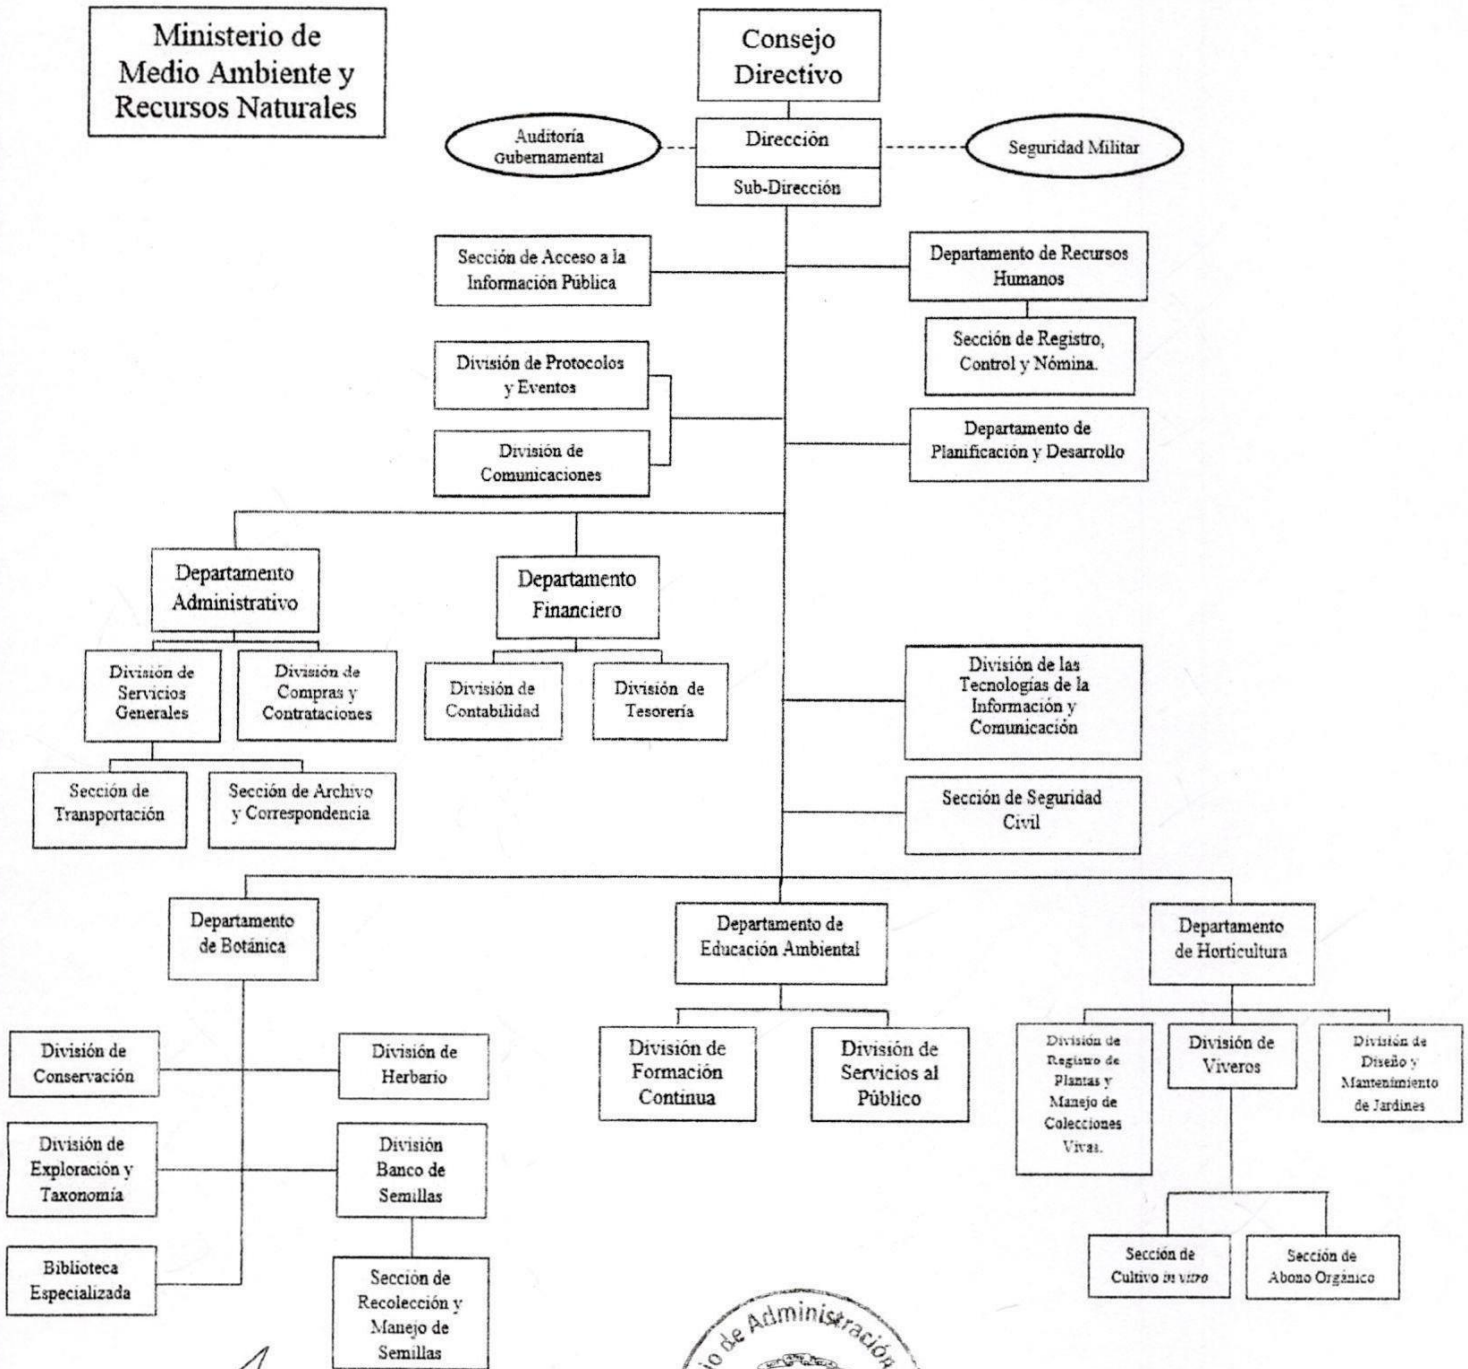 Ministerio de
Medio Ambiente y
Recursos Naturales
Consejo
Directivo
Auditoría
Gubernamental
Dirección
Sub-Dirección
Seguridad Militar
Sección de Acceso a la
Información Pública
Departamento de Recursos
Humanos
Sección de Registro,
Control y Nómina.
División de Protocolos
y Eventos
División de
Comunicaciones
Departamento de
Planificación y Desarrollo
Departamento
Administrativo
Departamento
Financiero
División de
Servicios
Generales
División de
Compras y
Contrataciones
División de
Contabilidad
División de
Tesorería
División de las
Tecnologías de la
Información y
Comunicación
Sección de
Transportación
Sección de Archivo
y Correspondencia
Sección de Seguridad
Civil
Departamento
de Botánica
Departamento de
Educación Ambiental
Departamento
de Horticultura
División de
Conservación
División de
Herbario
División de
Exploración y
Taxonomía
División
Banco de
Semillas
Biblioteca
Especializada
Sección de
Recolección y
Manejo de
Semillas
División de
Formación
Continua
División de
Servicios al
Público
División de
Registro de
Plantas y
Manejo de
Colecciones
Vivas.
División de
Viveros
División de
Diseño y
Mantenimiento
de Jardines
Sección de
Cultivo in vitro
Sección de
Abono Orgánico
de Administración